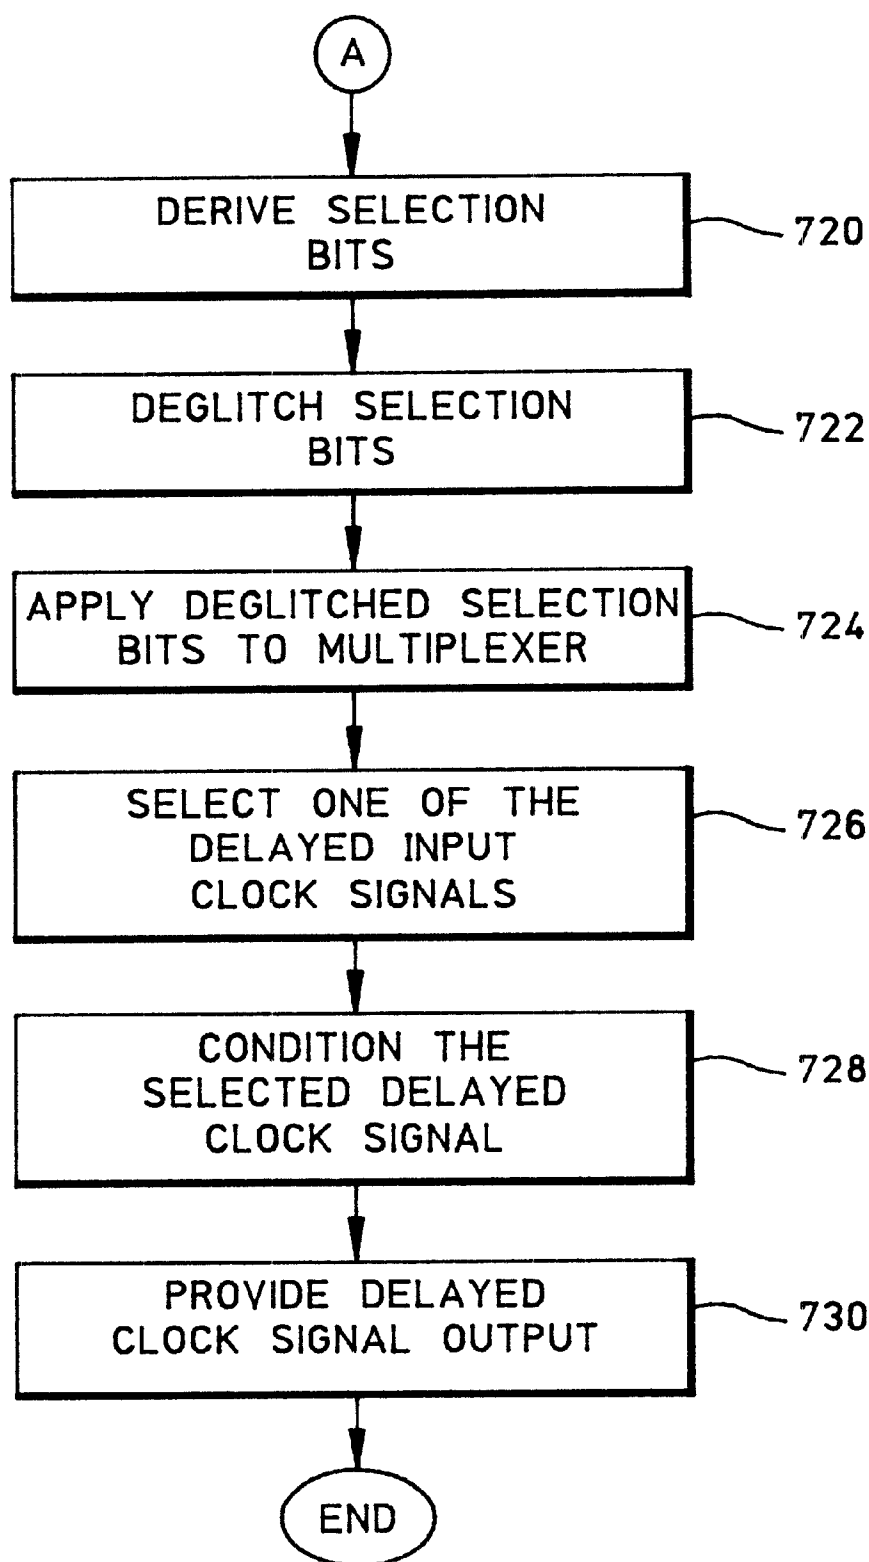 A
DERIVE SELECTION
BITS
720
DEGLITCH SELECTION
BITS
722
APPLY DEGLITCHED SELECTION
BITS TO MULTIPLEXER
724
SELECT ONE OF THE
DELAYED INPUT
CLOCK SIGNALS
726
CONDITION THE
SELECTED DELAYED
CLOCK SIGNAL
728
PROVIDE DELAYED
CLOCK SIGNAL OUTPUT
730
END